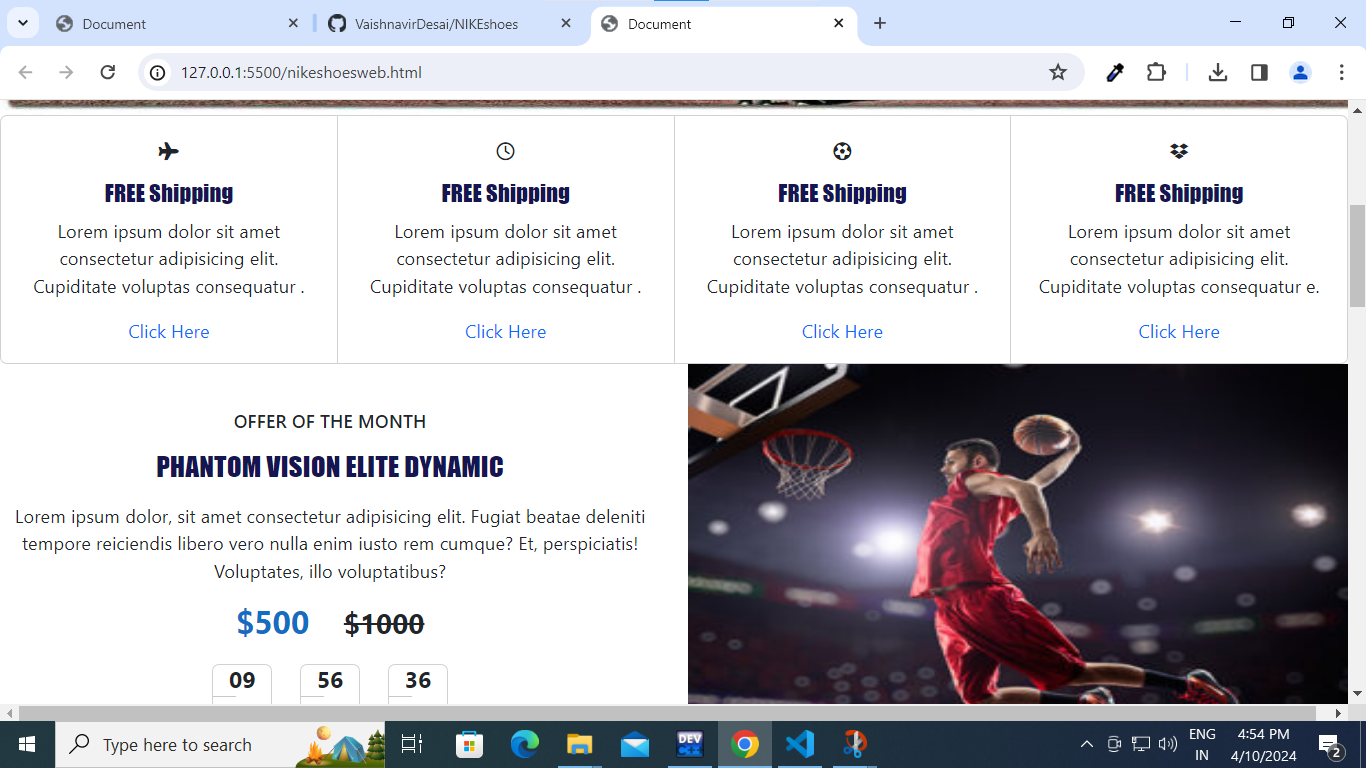 Document
VaishnavirDesai/NIKEshoes
Document
127.0.0.1:5500/nikeshoesweb.html
FREE Shipping
Lorem ipsum dolor sit amet
consectetur adipisicing elit.
Cupiditate voluptas consequatur .
Click Here
FREE Shipping
Lorem ipsum dolor sit amet
consectetur adipisicing elit.
Cupiditate voluptas consequatur .
Click Here
FREE Shipping
Lorem ipsum dolor sit amet
consectetur adipisicing elit.
Cupiditate voluptas consequatur .
Click Here
FREE Shipping
Lorem ipsum dolor sit amet
consectetur adipisicing elit.
Cupiditate voluptas consequatur e.
Click Here
OFFER OF THE MONTH
PHANTOM VISION ELITE DYNAMIC
Lorem ipsum dolor, sit amet consectetur adipisicing elit. Fugiat beatae deleniti
tempore reiciendis libero vero nulla enim iusto rem cumque? Et, perspiciatis!
Voluptates, illo voluptatibus?
$500 $1000
09 56 36
Type here to search
DEV
ENG
IN
4:54 PM
4/10/2024
2